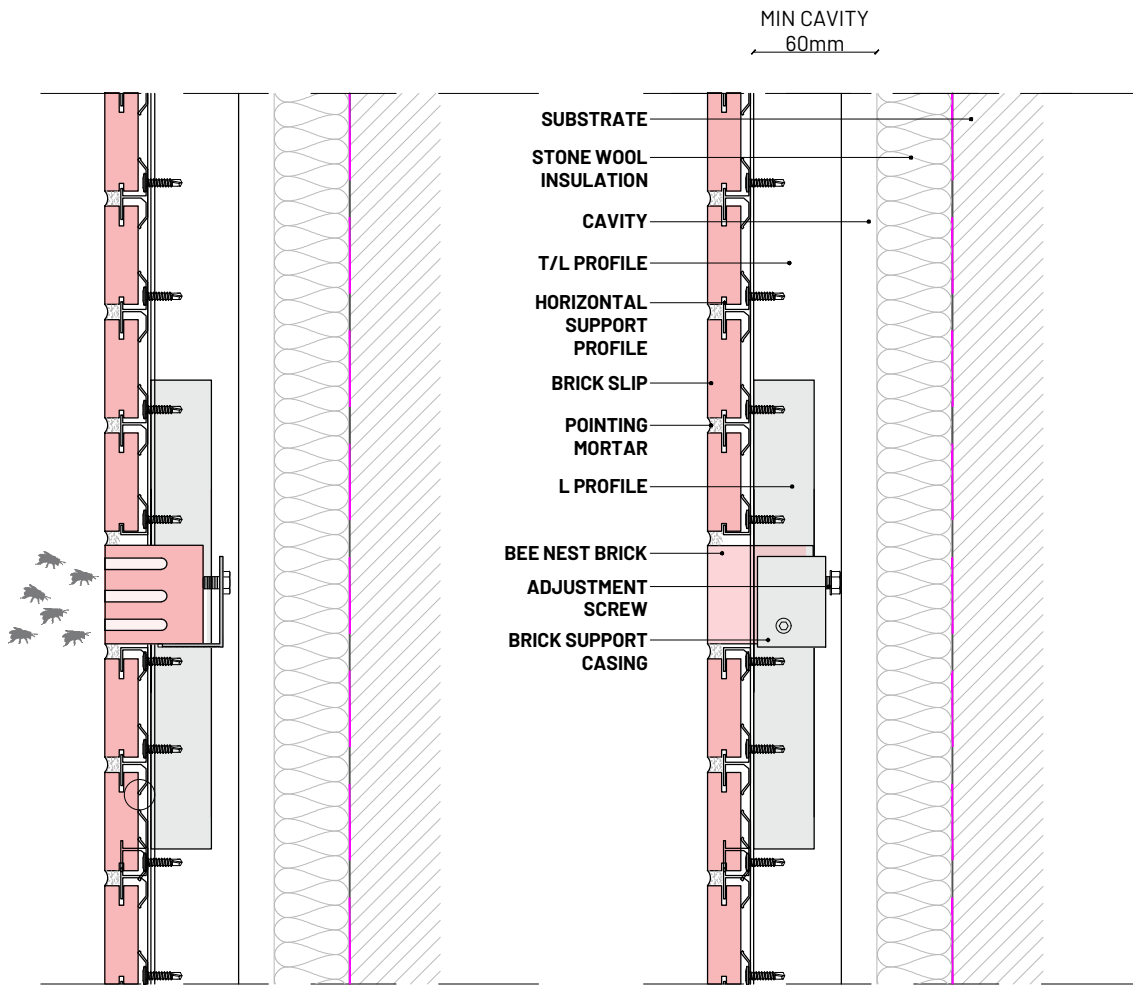 MIN CAVITY
60mm
SUBSTRATE
STONE WOOL
INSULATION
CAVITY
T/L PROFILE
HORIZONTAL
SUPPORT
PROFILE
BRICK SLIP
POINTING
MORTAR
L PROFILE
BEE NEST BRICK
ADJUSTMENT
SCREW
BRICK SUPPORT
CASING